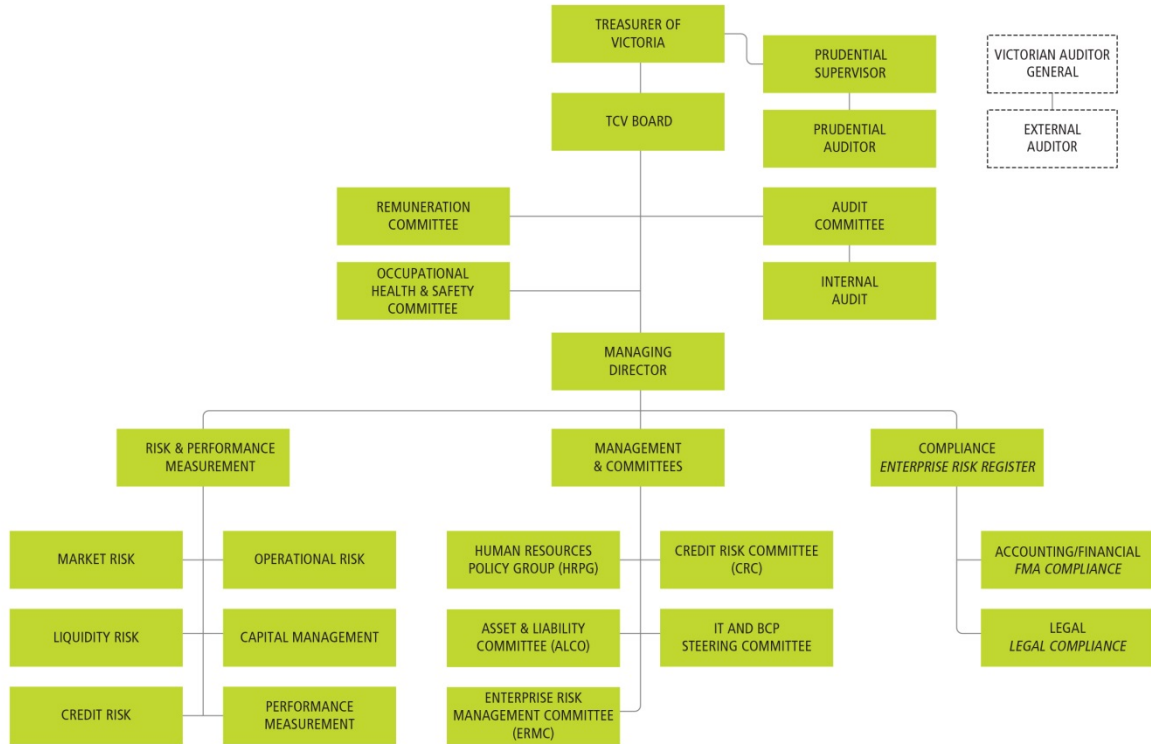 TREASURER OF
VICTORIA
PRUDENTIAL
SUPERVISOR
VICTORIAN AUDITOR
GENERAL
TCV BOARD
PRUDENTIAL
AUDITOR
EXTERNAL
AUDITOR
REMUNERATION
COMMITTEE
AUDIT
COMMITTEE
OCCUPATIONAL
HEALTH & SAFETY
COMMITTEE
INTERNAL
AUDIT
MANAGING
DIRECTOR
RISK & PERFORMANCE
MEASUREMENT
MANAGEMENT
& COMMITTEES
COMPLIANCE
ENTERPRISE RISK REGISTER
MARKET RISK
OPERATIONAL RISK
HUMAN RESOURCES
POLICY GROUP (HRPG)
CREDIT RISK COMMITTEE
(CRC)
ACCOUNTING/FINANCIAL
FMA COMPLIANCE
LIQUIDITY RISK
CAPITAL MANAGEMENT
ASSET & LIABILITY
COMMITTEE (ALCO)
IT AND BCP
STEERING COMMITTEE
LEGAL
LEGAL COMPLIANCE
CREDIT RISK
PERFORMANCE
MEASUREMENT
ENTERPRISE RISK
MANAGEMENT COMMITTEE
(ERMC)